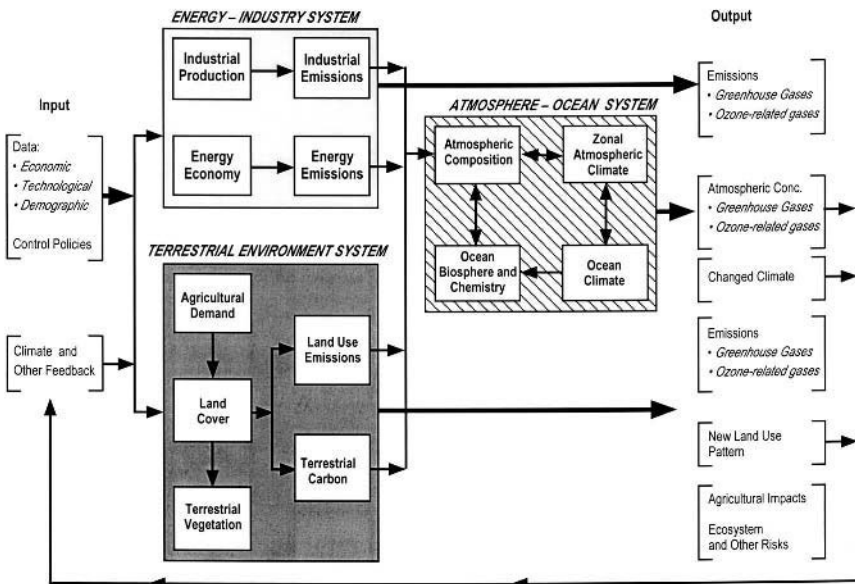 ENERGY – INDUSTRY SYSTEM
Output
Industrial
Production
Industrial
Emissions
Energy
Economy
Energy
Emissions
Input
Data:
• Economic
• Technological
• Demographic
Control Policies
Climate and
Other Feedback
TERRESTRIAL ENVIRONMENT SYSTEM
Agricultural
Demand
Land
Cover
Terrestrial
Vegetation
Land Use
Emissions
Terrestrial
Carbon
ATMOSPHERE – OCEAN SYSTEM
Atmospheric
Composition
Zonal
Atmospheric
Climate
Ocean
Biosphere and
Chemistry
Ocean
Climate
Emissions
• Greenhouse Gases
• Ozone-related gases
Atmospheric Conc.
• Greenhouse Gases
• Ozone-related gases
Changed Climate
Emissions
• Greenhouse Gases
• Ozone-related gases
New Land Use
Pattern
Agricultural Impacts
Ecosystem
and Other Risks